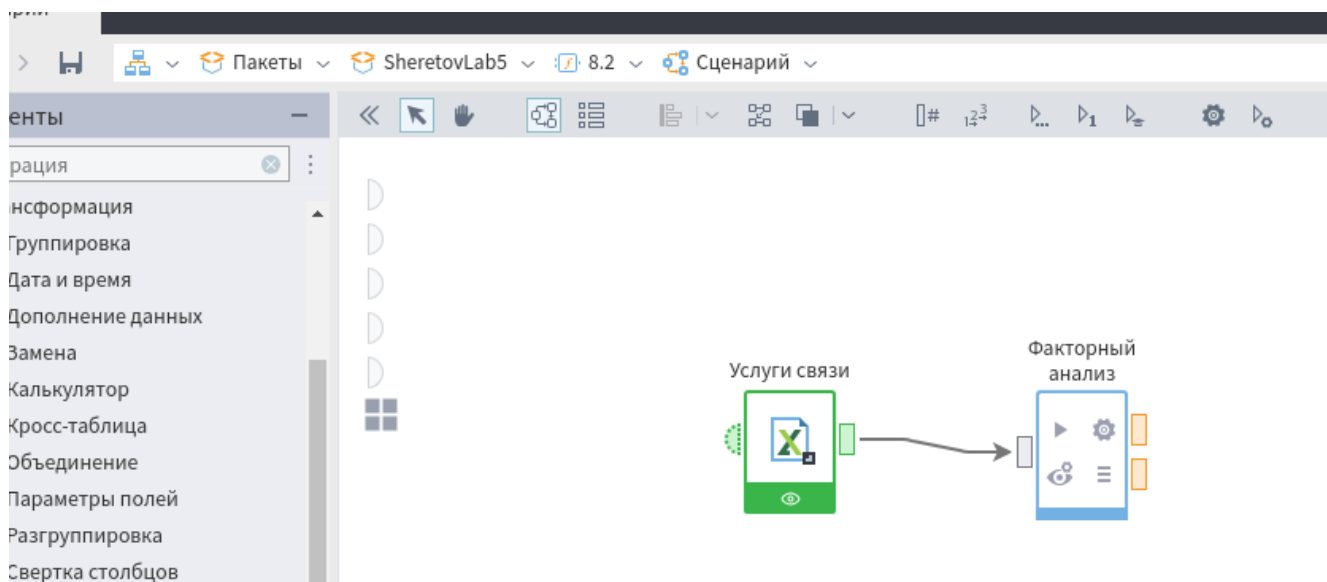 Пакеты SheretovLab5 8.2 Сценарий
енты
рация
нсформация
Группировка
Дата и время
Дополнение данных
Замена
Калькулятор
Кросс-таблица
Объединение
Параметры полей
Разгруппировка
Свертка столбцов
Услуги связи
Факторный
анализ